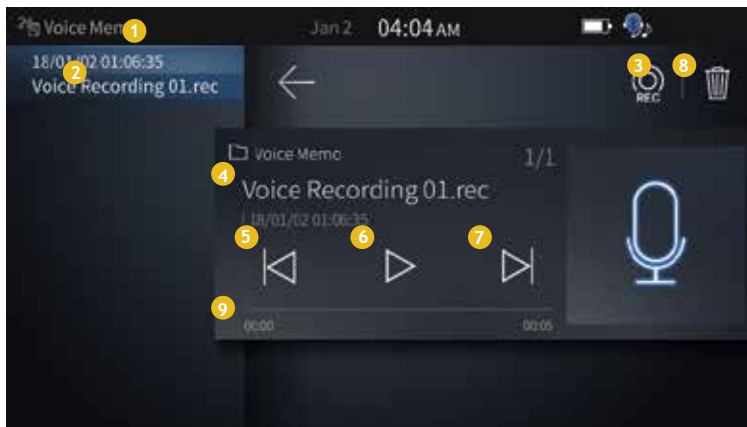 Voice Memo
1
Jan 2
04:04 AM
18/01/02 01:06:35
2
Voice Recording 01.rec
3
REC
8
Voice Memo
1/1
4
Voice Recording 01.rec
18/01/02 01:06:35
5
6
7
9
00:00
00:05